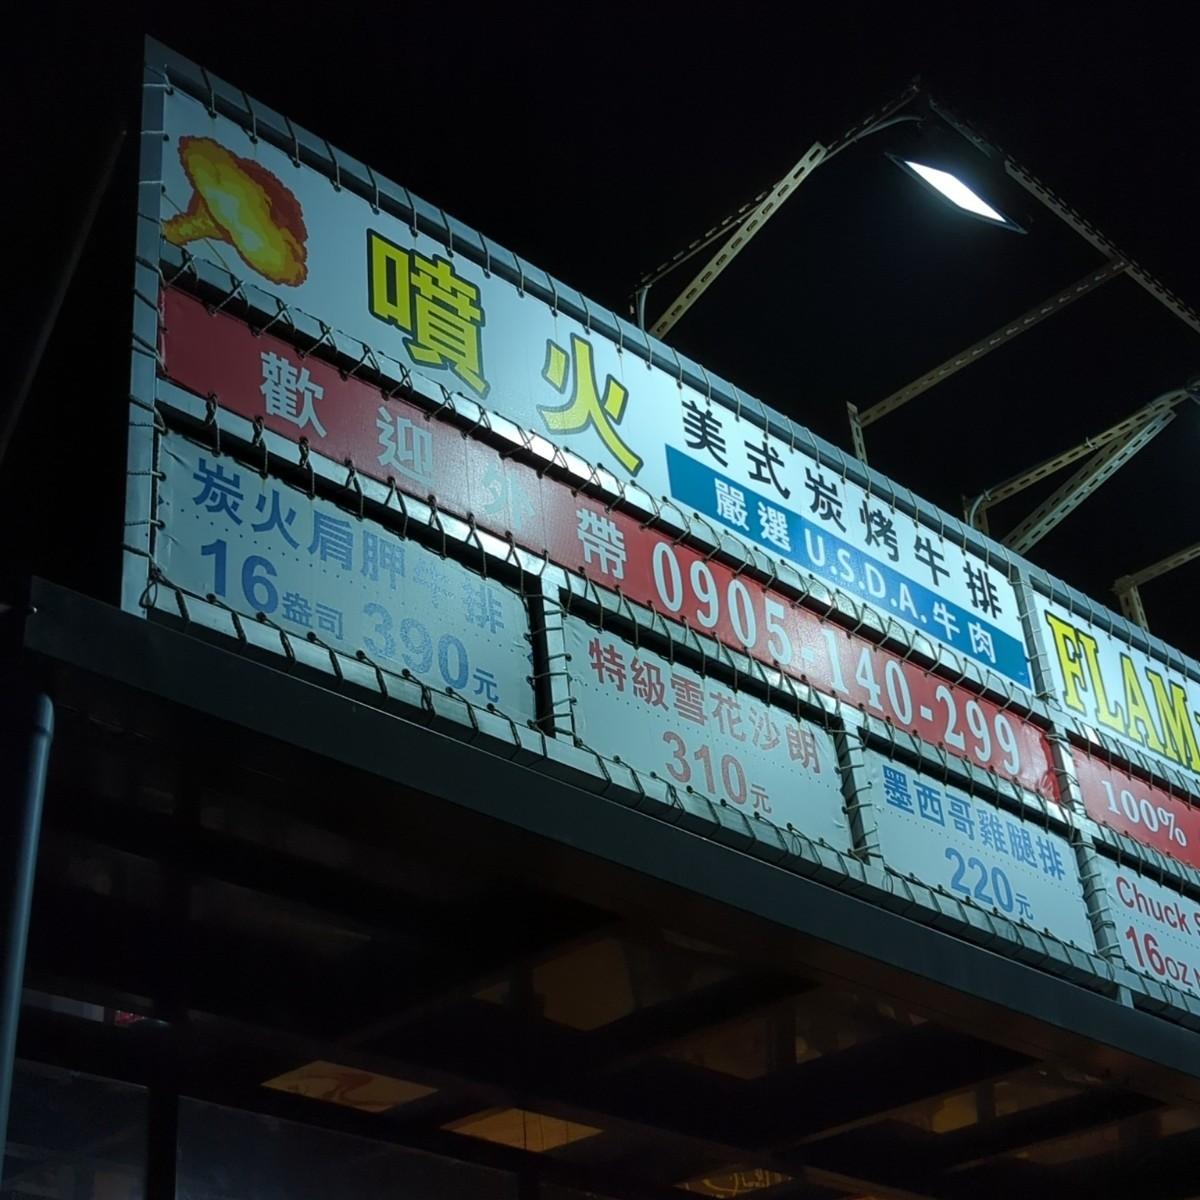 噴火
美式炭烤牛排
嚴選U.S.D.A.牛肉
歡迎外帶 0905-140-299
炭火肩胛牛排
16盎司 390元
特級雪花沙朗
310元
墨西哥雞腿排
220元
FLAM
100%
Chuck
16oz